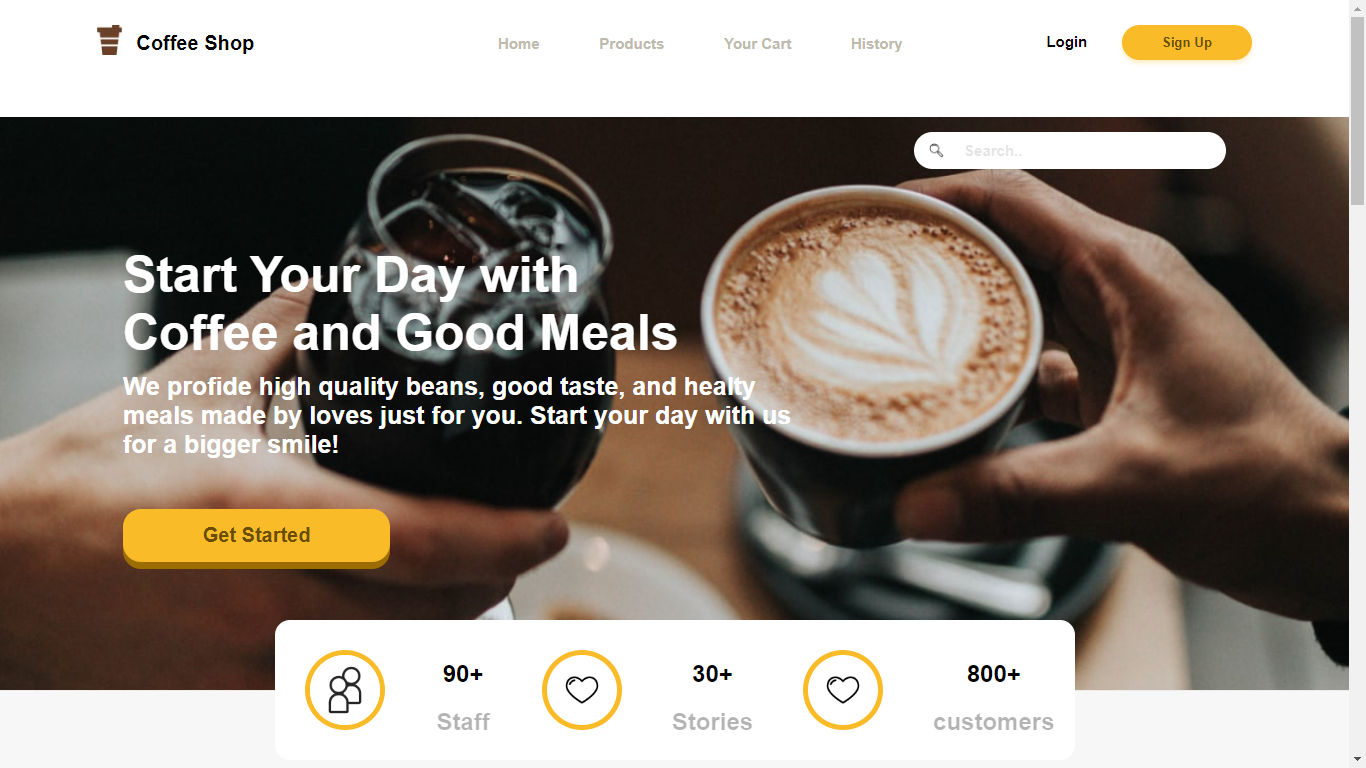 Coffee Shop
Home
Products
Your Cart
History
Login
Sign Up
Search..
Start Your Day with
Coffee and Good Meals
We profide high quality beans, good taste, and healty
meals made by loves just for you. Start your day with us
for a bigger smile!
Get Started
90+
Staff
30+
Stories
800+
customers